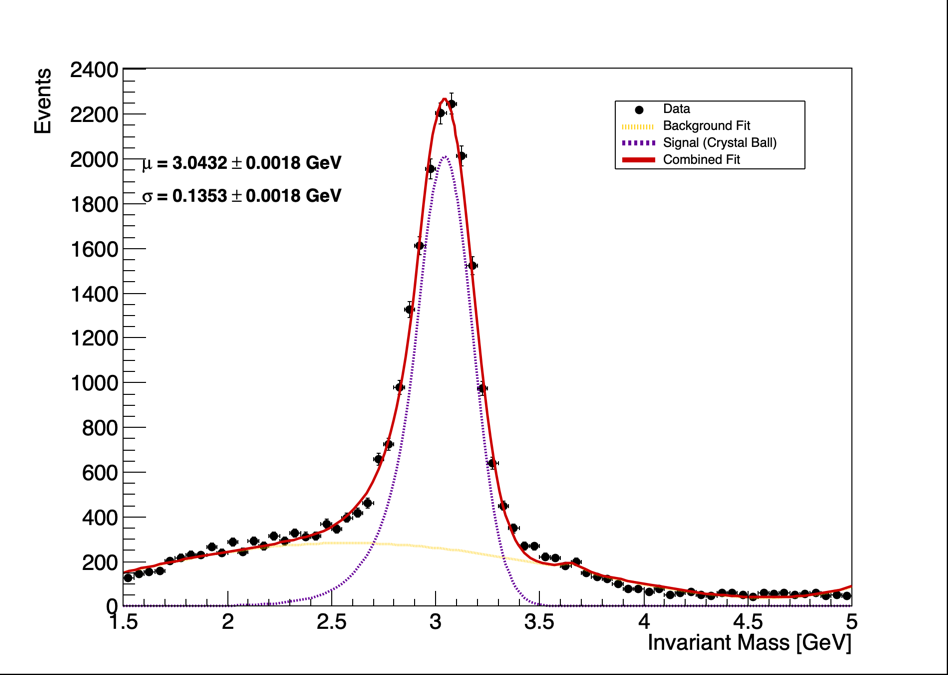 Events
2400
2200
2000
1800
1600
1400
1200
1000
800
600
400
200
0
μ = 3.0432 ± 0.0018 GeV
σ = 0.1353 ± 0.0018 GeV
Data
Background Fit
Signal (Crystal Ball)
Combined Fit
1.5 2 2.5 3 3.5 4 4.5 5
Invariant Mass [GeV]